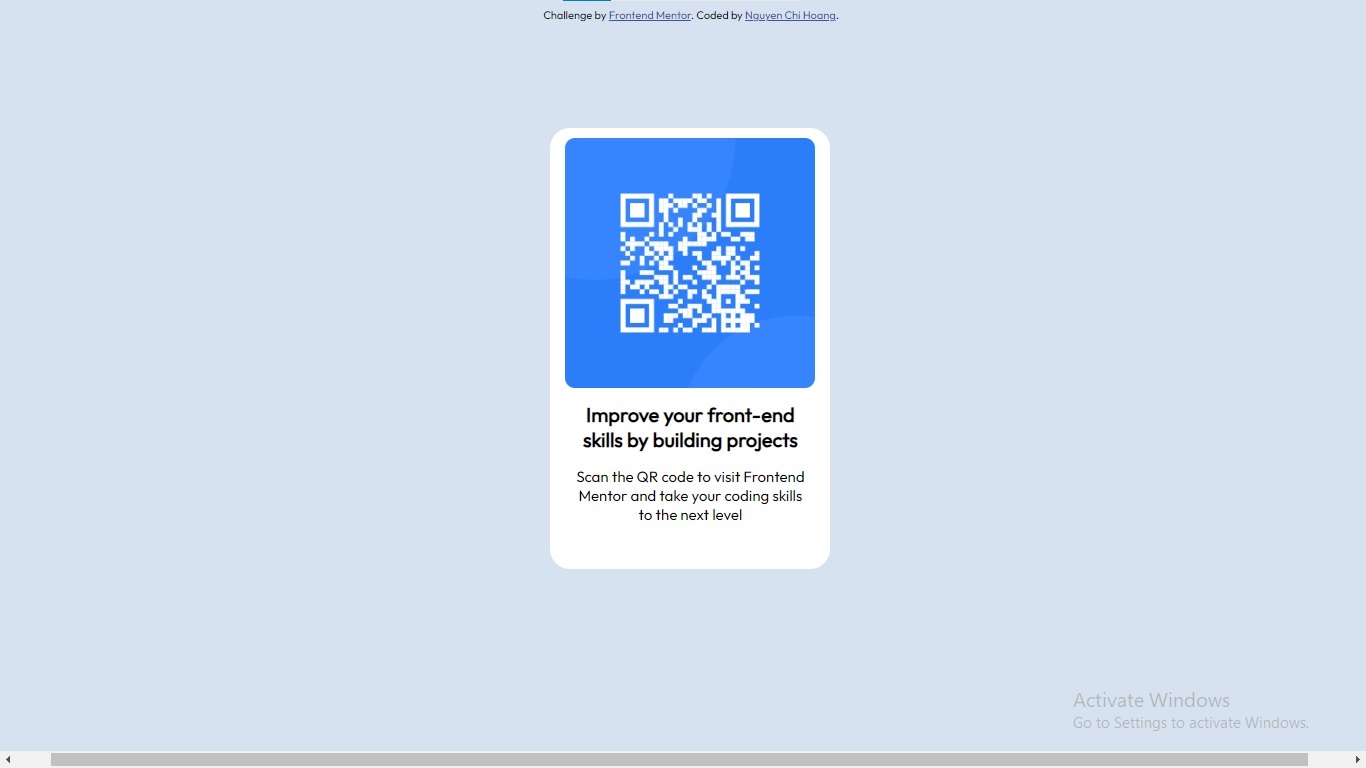 Challenge by Frontend Mentor. Coded by Nguyen Chi Hoang.
Improve your front-end
skills by building projects
Scan the QR code to visit Frontend
Mentor and take your coding skills
to the next level
Activate Windows
Go to Settings to activate Windows.